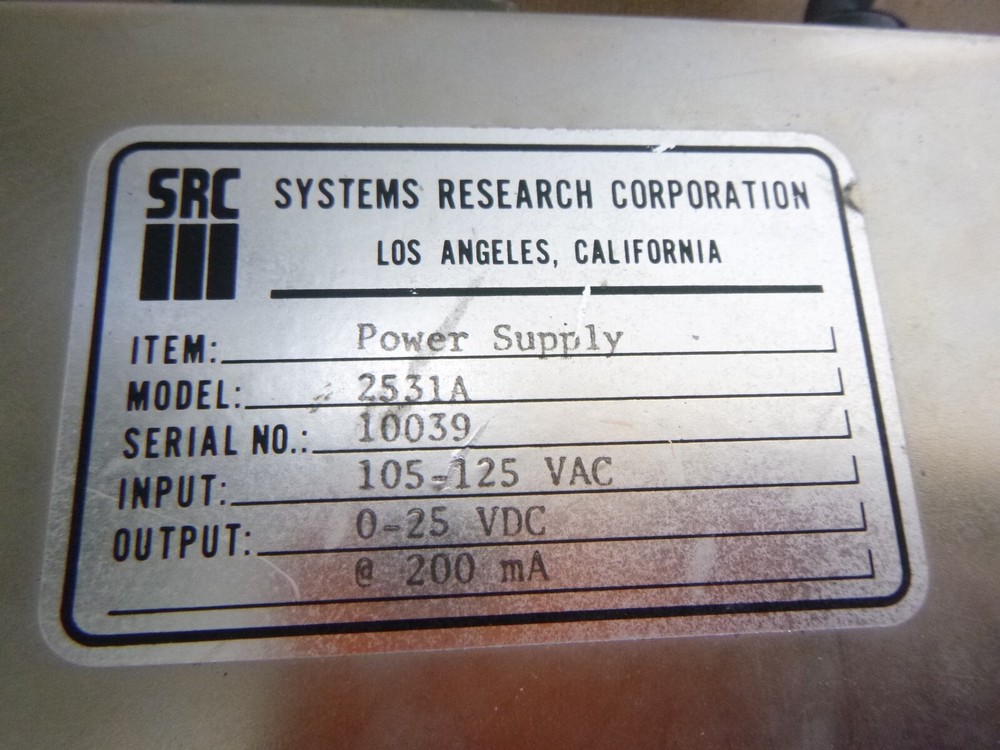 SRC SYSTEMS RESEARCH CORPORATION
LOS ANGELES, CALIFORNIA
ITEM: Power Supply
MODEL: 2531A
SERIAL NO.: 10039
INPUT: 105-125 VAC
OUTPUT: 0-25 VDC
@ 200 mA